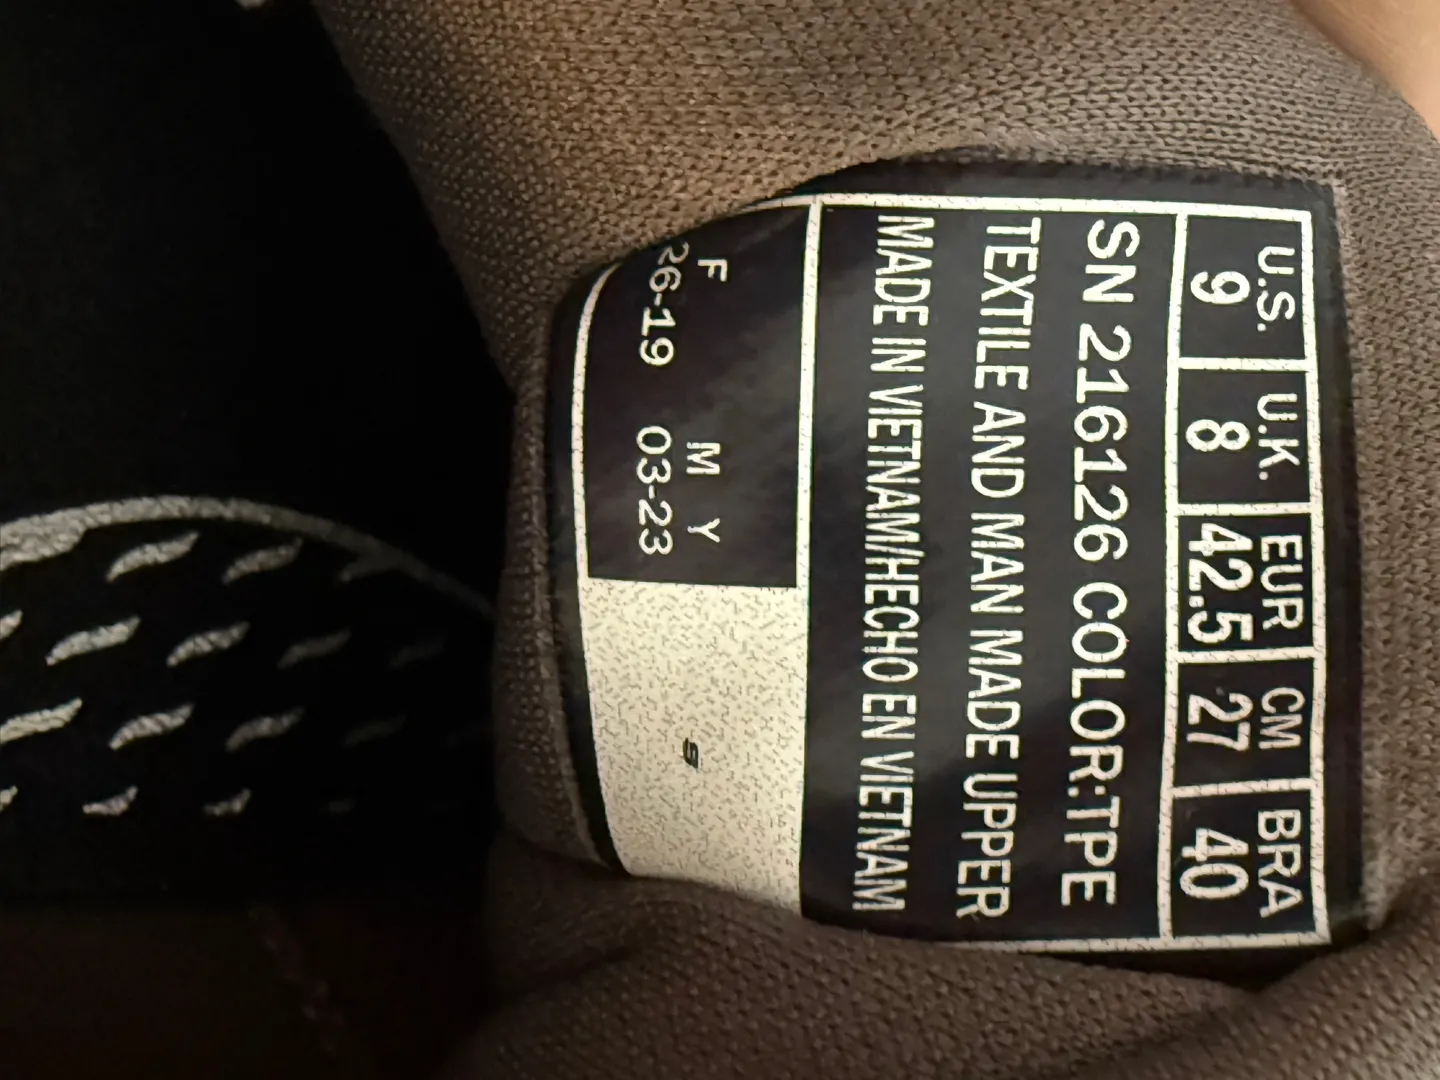 U.S. U.K. EUR CM BRA
9 8 42.5 27 40
SN 216126 COLOR:TPE
TEXTILE AND MAN MADE UPPER
MADE IN VIETNAM/HECHO EN VIETNAM
F M Y
26-19 03-23